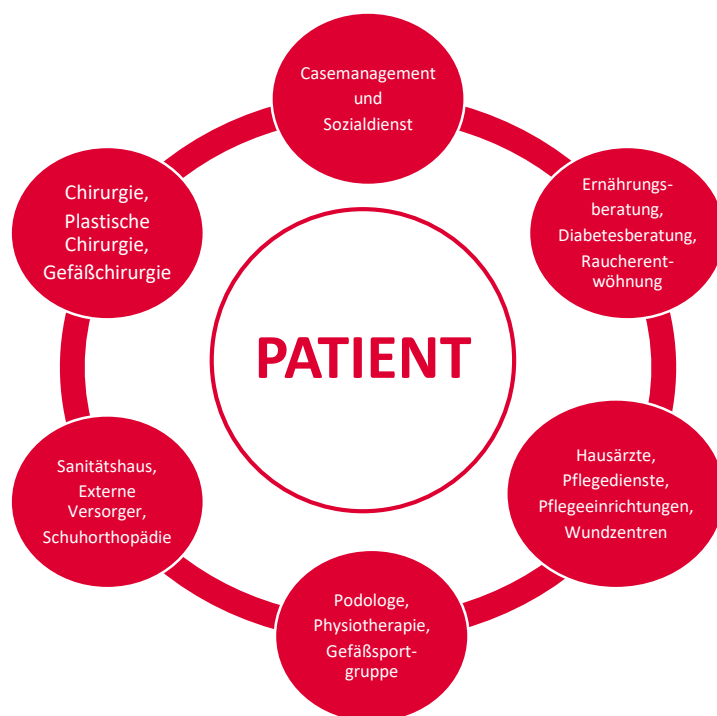 Casemanagement
und
Sozialdienst
Ernährungs-
beratung,
Diabetesberatung,
Raucherent-
wöhnung
Hausärzte,
Pflegedienste,
Pflegeeinrichtungen,
Wundzentren
Podologe,
Physiotherapie,
Gefäßsport-
gruppe
Sanitätshaus,
Externe
Versorger,
Schuhorthopädie
Chirurgie,
Plastische
Chirurgie,
Gefäßchirurgie
PATIENT